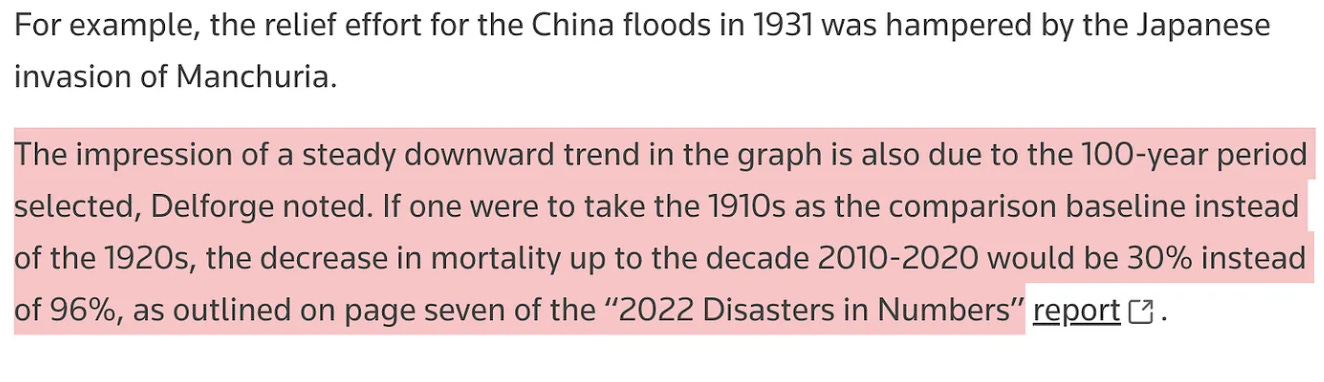 For example, the relief effort for the China floods in 1931 was hampered by the Japanese
invasion of Manchuria.
The impression of a steady downward trend in the graph is also due to the 100-year period
selected, Delforge noted. If one were to take the 1910s as the comparison baseline instead
of the 1920s, the decrease in mortality up to the decade 2010-2020 would be 30% instead
of 96%, as outlined on page seven of the “2022 Disasters in Numbers” report.